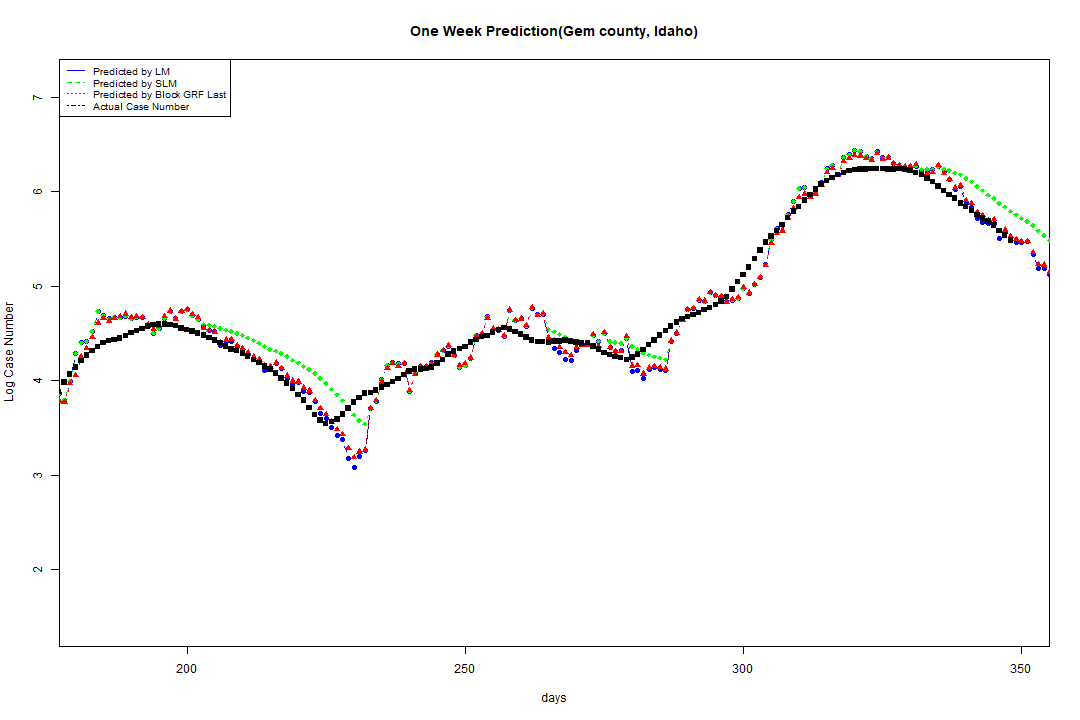 One Week Prediction(Gem county, Idaho)
Predicted by LM
Predicted by SLM
Predicted by Block GRF Last
Actual Case Number
7
6
5
4
3
2
Log Case Number
200
250
300
350
days